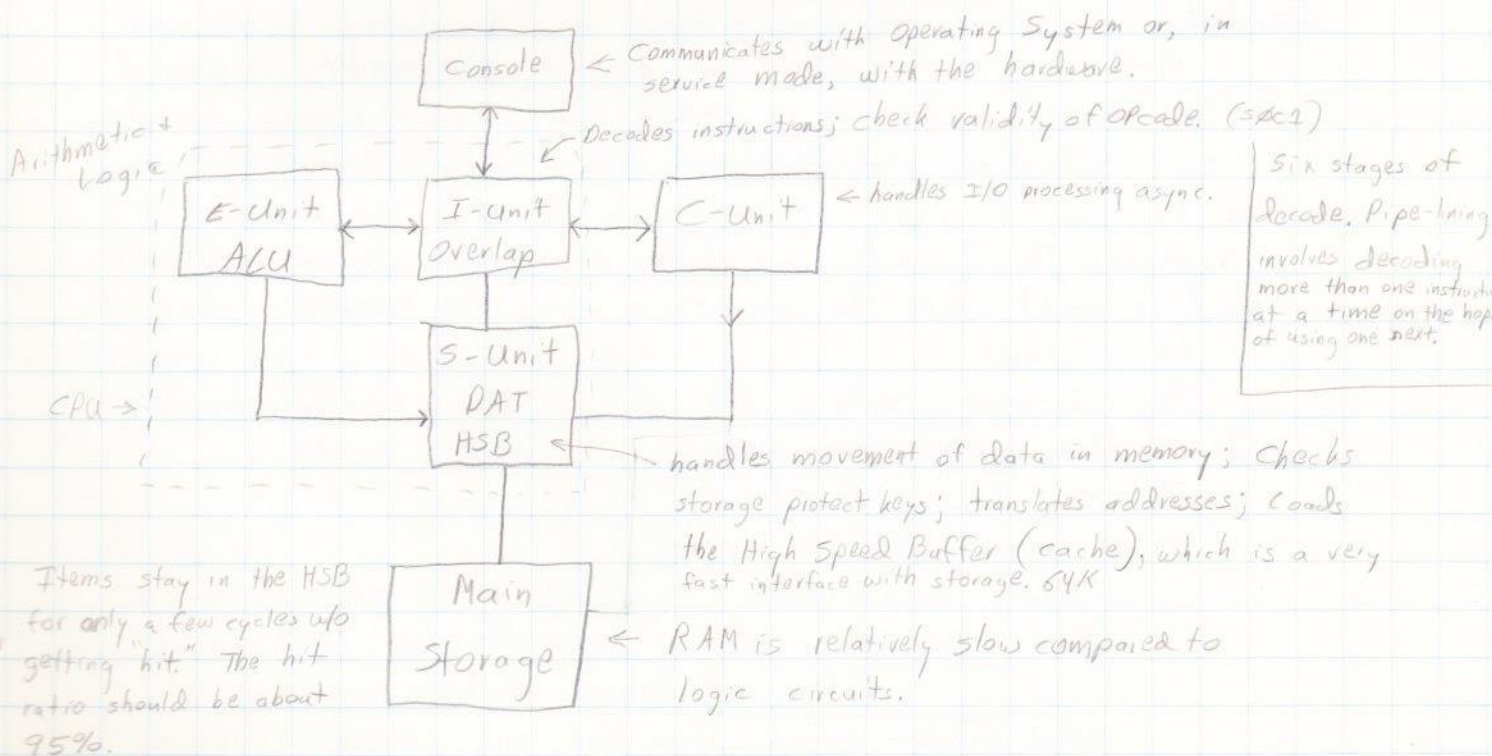 Console
← Communicates with Operating System or, in
service mode, with the hardware.
Decodes instructions; check validity of opcode. (S0C1)
Arithmetic +
Logic
E-Unit
ALU
I-Unit
Overlap
C-Unit
← handles I/O processing async.
Six stages of
decode. Pipe-lining
involves decoding
more than one instructi
at a time on the hop
of using one next.
CPU →
S-Unit
DAT
HSB
handles movement of data in memory; Checks
storage protect keys; translates addresses; Loads
the High Speed Buffer (cache), which is a very
fast interface with storage. 64K
Items stay in the HSB
for only a few cycles w/o
getting "hit." The hit
ratio should be about
95%.
Main
Storage
← RAM is relatively slow compared to
logic circuits.